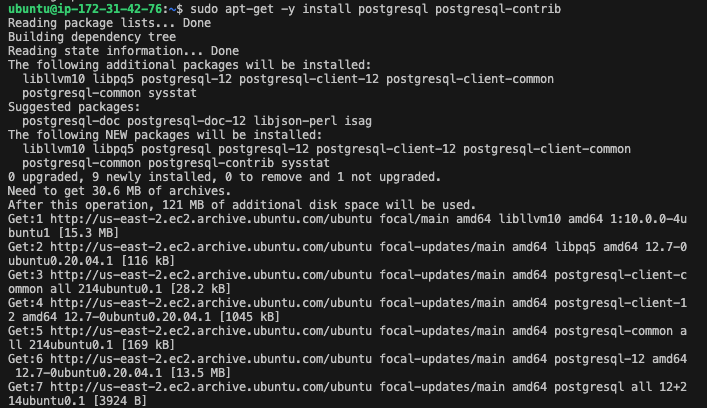 ubuntu@ip-172-31-42-76:~$ sudo apt-get -y install postgresql postgresql-contrib
Reading package lists... Done
Building dependency tree
Reading state information... Done
The following additional packages will be installed:
  libllvm10 libpq5 postgresql-12 postgresql-client-12 postgresql-client-common
  postgresql-common sysstat
Suggested packages:
  postgresql-doc postgresql-doc-12 libjson-perl isag
The following NEW packages will be installed:
  libllvm10 libpq5 postgresql postgresql-12 postgresql-client-12 postgresql-client-common
  postgresql-common postgresql-contrib sysstat
0 upgraded, 9 newly installed, 0 to remove and 1 not upgraded.
Need to get 30.6 MB of archives.
After this operation, 121 MB of additional disk space will be used.
Get:1 http://us-east-2.ec2.archive.ubuntu.com/ubuntu focal/main amd64 libllvm10 amd64 1:10.0.0-4u
buntu1 [15.3 MB]
Get:2 http://us-east-2.ec2.archive.ubuntu.com/ubuntu focal-updates/main amd64 libpq5 amd64 12.7-0
ubuntu0.20.04.1 [116 kB]
Get:3 http://us-east-2.ec2.archive.ubuntu.com/ubuntu focal-updates/main amd64 postgresql-client-c
ommon all 214ubuntu0.1 [28.2 kB]
Get:4 http://us-east-2.ec2.archive.ubuntu.com/ubuntu focal-updates/main amd64 postgresql-client-1
2 amd64 12.7-0ubuntu0.20.04.1 [1045 kB]
Get:5 http://us-east-2.ec2.archive.ubuntu.com/ubuntu focal-updates/main amd64 postgresql-common a
ll 214ubuntu0.1 [169 kB]
Get:6 http://us-east-2.ec2.archive.ubuntu.com/ubuntu focal-updates/main amd64 postgresql-12 amd64
 12.7-0ubuntu0.20.04.1 [13.5 MB]
Get:7 http://us-east-2.ec2.archive.ubuntu.com/ubuntu focal-updates/main amd64 postgresql all 12+2
14ubuntu0.1 [3924 B]